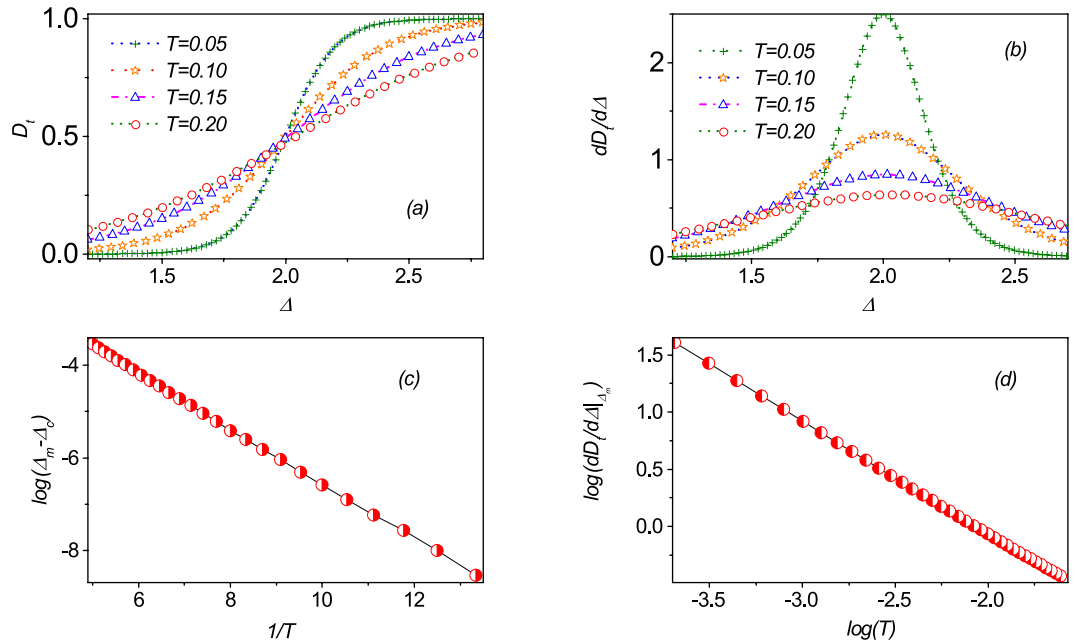 1.0
0.5
0.0
D_t
T=0.05
T=0.10
T=0.15
T=0.20
(a)
1.5 2.0 2.5
Δ
2
1
0
dD_t/dΔ
T=0.05
T=0.10
T=0.15
T=0.20
(b)
1.5 2.0 2.5
Δ
-4
-6
-8
log(Δ_m-Δ_c)
(c)
6 8 10 12
1/T
1.5
1.0
0.5
0.0
log(dD_t/dΔ|_Δ_m)
(d)
-3.5 -3.0 -2.5 -2.0
log(T)